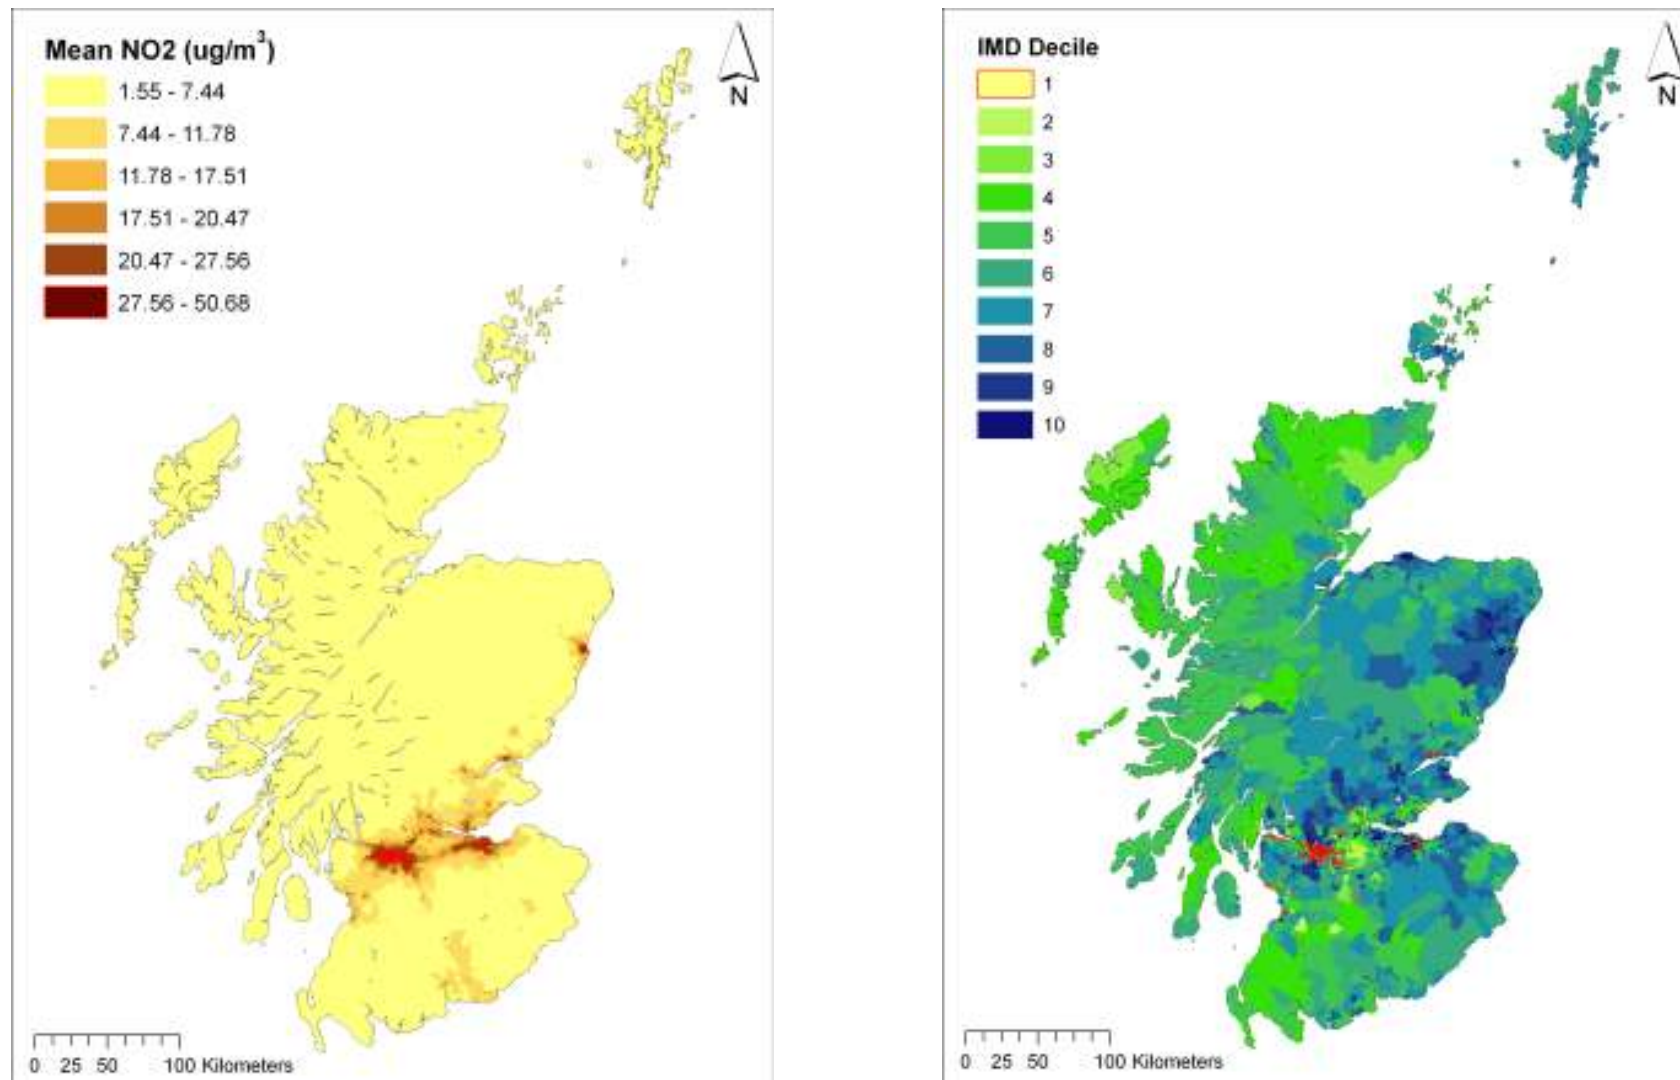 Mean NO2 (ug/m³)
1.55 - 7.44
7.44 - 11.78
11.78 - 17.51
17.51 - 20.47
20.47 - 27.56
27.56 - 50.68
N
0 25 50 100 Kilometers
IMD Decile
1
2
3
4
5
6
7
8
9
10
N
0 25 50 100 Kilometers